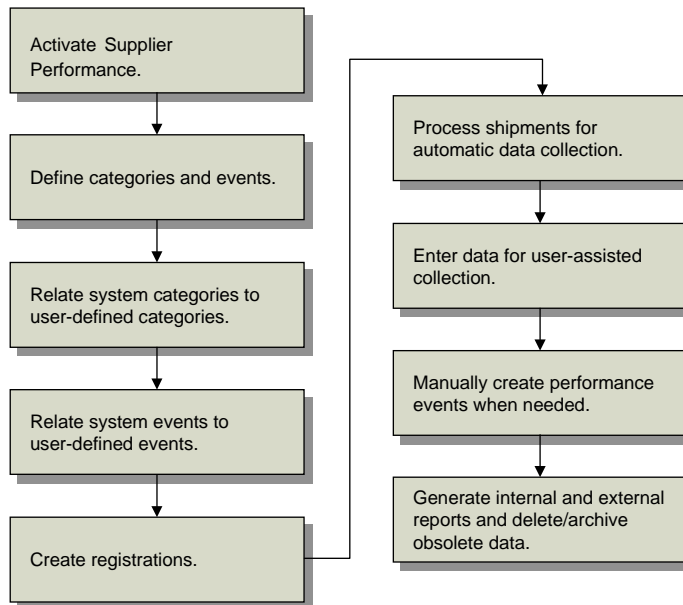 Activate Supplier
Performance.
Define categories and events.
Relate system categories to
user-defined categories.
Relate system events to
user-defined events.
Create registrations.
Process shipments for
automatic data collection.
Enter data for user-assisted
collection.
Manually create performance
events when needed.
Generate internal and external
reports and delete/archive
obsolete data.